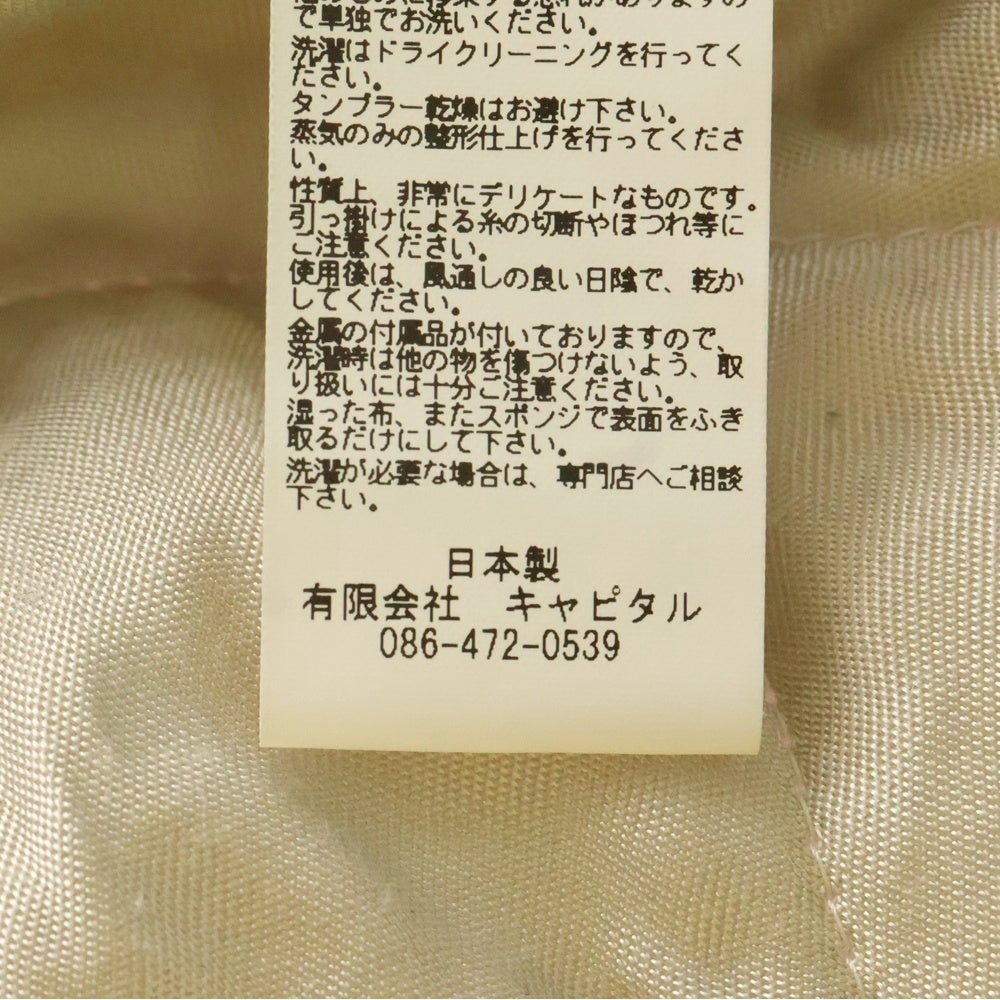 で単独でお洗いください。
洗濯はドライクリーニングを行ってく
ださい。
タンブラー乾燥はお避け下さい。
蒸気のみの整形仕上げを行ってくださ
い。
性質上、非常にデリケートなものです。
引っ掛けによる糸の切断やほつれ等に
ご注意ください。
使用後は、風通しの良い日陰で、乾か
してください。
金属の付属品が付いておりますので、
洗濯時は他の物を傷つけないよう、取
り扱いには十分ご注意ください。
湿った布、またスポンジで表面をふき
取るだけにして下さい。
洗濯が必要な場合は、専門店へご相談
下さい。
日本製
有限会社 キャピタル
086-472-0539